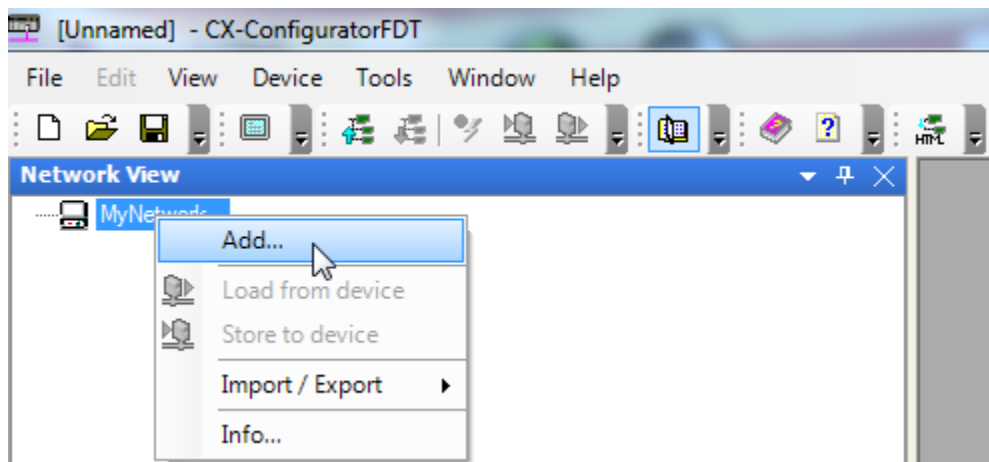 [Unnamed] - CX-ConfiguratorFDT
File Edit View Device Tools Window Help
HTML
Network View
MyNetwork
Add...
Load from device
Store to device
Import / Export
Info...